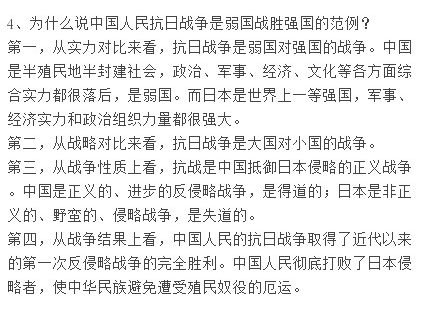 4、为什么说中国人民抗日战争是弱国战胜强国的范例？
第一，从实力对比来看，抗日战争是弱国对强国的战争。中国
是半殖民地半封建社会，政治、军事、经济、文化等各方面综
合实力都很落后，是弱国。而日本是世界上一等强国，军事、
经济实力和政治组织力量都很强大。
第二，从战略对比来看，抗日战争是大国对小国的战争。
第三，从战争性质上看，抗战是中国抵御日本侵略的正义战争
。中国是正义的、进步的反侵略战争，是得道的；日本是非正
义的、野蛮的、侵略战争，是失道的。
第四，从战争结果上看，中国人民的抗日战争取得了近代以来
的第一次反侵略战争的完全胜利。中国人民彻底打败了日本侵
略者，使中华民族避免遭受殖民奴役的厄运。